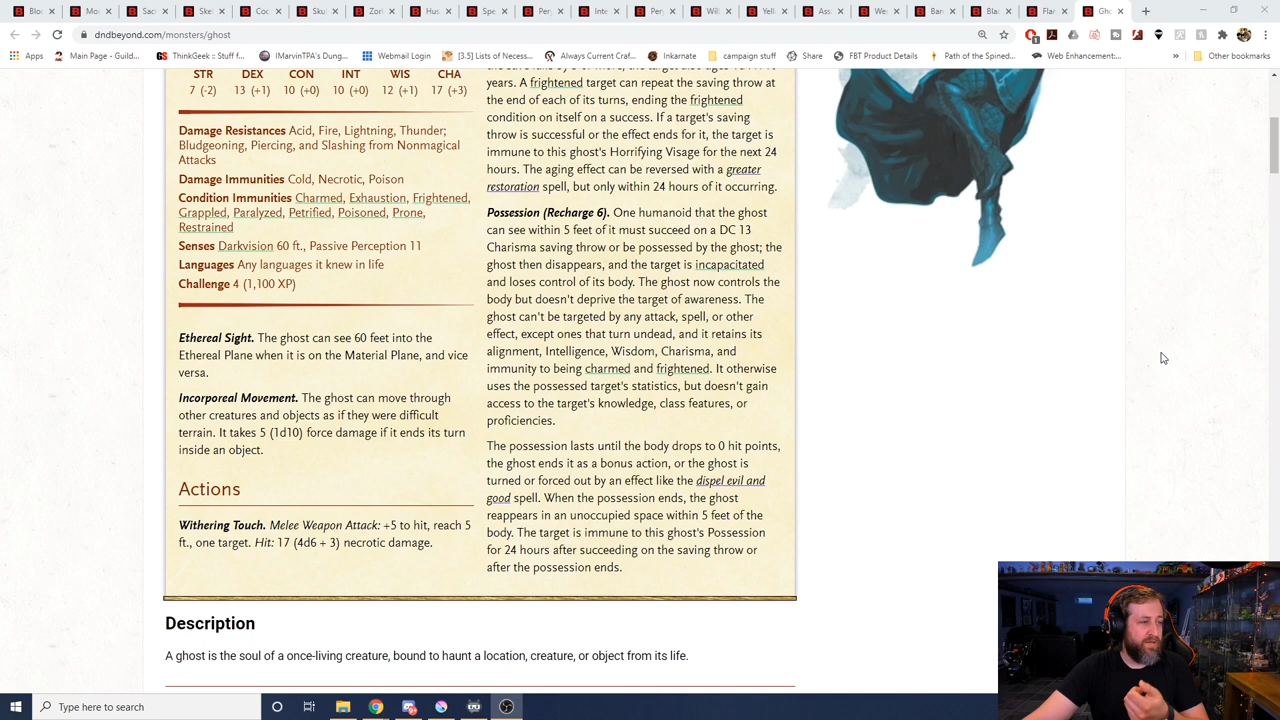 Bloo
Mo
Sac
Ske
Coc
Sku
Zor
Hus
Spe
Per
Inte
Per
Will
Yell
Ass
We
Ban
Bla
Fla
Gho
dndbeyond.com/monsters/ghost
Apps
Main Page - Guild...
ThinkGeek :: Stuff f...
IMarvinTPA's Dung...
Webmail Login
[3.5] Lists of Necess...
Always Current Craf...
Inkarnate
campaign stuff
Share
FBT Product Details
Path of the Spined...
Web Enhancement:...
»
Other bookmarks
STR DEX CON INT WIS CHA
7 (-2) 13 (+1) 10 (+0) 10 (+0) 12 (+1) 17 (+3)
Damage Resistances Acid, Fire, Lightning, Thunder;
Bludgeoning, Piercing, and Slashing from Nonmagical
Attacks
Damage Immunities Cold, Necrotic, Poison
Condition Immunities Charmed, Exhaustion, Frightened,
Grappled, Paralyzed, Petrified, Poisoned, Prone,
Restrained
Senses Darkvision 60 ft., Passive Perception 11
Languages Any languages it knew in life
Challenge 4 (1,100 XP)
Ethereal Sight. The ghost can see 60 feet into the
Ethereal Plane when it is on the Material Plane, and vice
versa.
Incorporeal Movement. The ghost can move through
other creatures and objects as if they were difficult
terrain. It takes 5 (1d10) force damage if it ends its turn
inside an object.
Actions
Withering Touch. Melee Weapon Attack: +5 to hit, reach 5
ft., one target. Hit: 17 (4d6 + 3) necrotic damage.
years. A frightened target can repeat the saving throw at
the end of each of its turns, ending the frightened
condition on itself on a success. If a target's saving
throw is successful or the effect ends for it, the target is
immune to this ghost's Horrifying Visage for the next 24
hours. The aging effect can be reversed with a greater
restoration spell, but only within 24 hours of it occurring.
Possession (Recharge 6). One humanoid that the ghost
can see within 5 feet of it must succeed on a DC 13
Charisma saving throw or be possessed by the ghost; the
ghost then disappears, and the target is incapacitated
and loses control of its body. The ghost now controls the
body but doesn't deprive the target of awareness. The
ghost can't be targeted by any attack, spell, or other
effect, except ones that turn undead, and it retains its
alignment, Intelligence, Wisdom, Charisma, and
immunity to being charmed and frightened. It otherwise
uses the possessed target's statistics, but doesn't gain
access to the target's knowledge, class features, or
proficiencies.
The possession lasts until the body drops to 0 hit points,
the ghost ends it as a bonus action, or the ghost is
turned or forced out by an effect like the dispel evil and
good spell. When the possession ends, the ghost
reappears in an unoccupied space within 5 feet of the
body. The target is immune to this ghost's Possession
for 24 hours after succeeding on the saving throw or
after the possession ends.
Description
A ghost is the soul of a once-living creature, bound to haunt a location, creature, or object from its life.
Type here to search